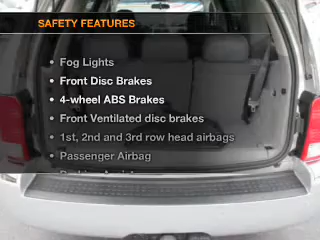 SAFETY FEATURES
• Fog Lights
• Front Disc Brakes
• 4-wheel ABS Brakes
• Front Ventilated disc brakes
• 1st, 2nd and 3rd row head airbags
• Passenger Airbag